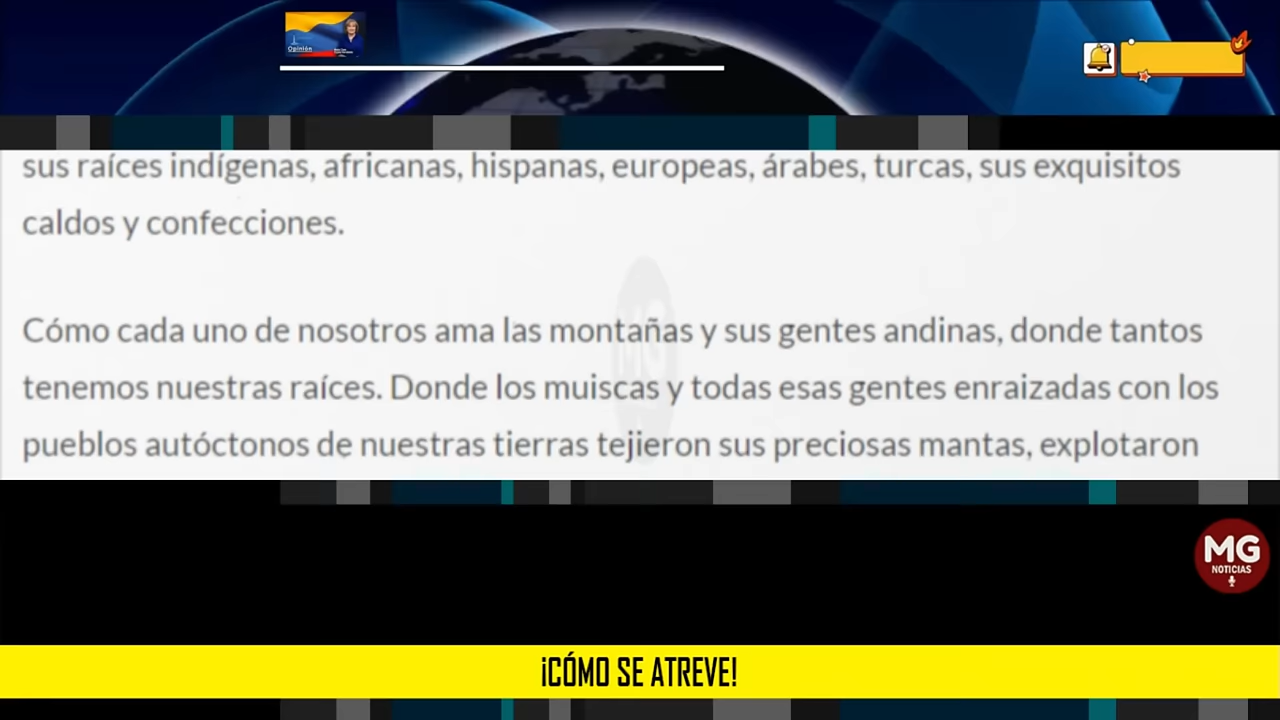 Opinión
sus raíces indígenas, africanas, hispanas, europeas, árabes, turcas, sus exquisitos
caldos y confecciones.
Cómo cada uno de nosotros ama las montañas y sus gentes andinas, donde tantos
tenemos nuestras raíces. Donde los muiscas y todas esas gentes enraizadas con los
pueblos autóctonos de nuestras tierras tejieron sus preciosas mantas, explotaron
MG
NOTICIAS
¡CÓMO SE ATREVE!